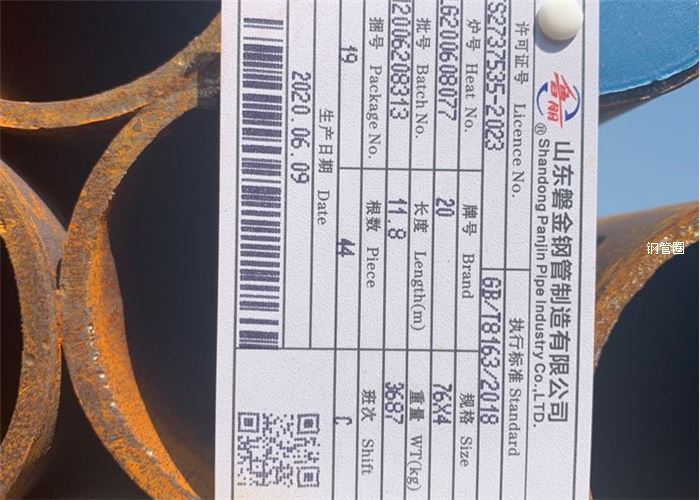 鲁丽
山东磐金钢管制造有限公司
® Shandong Panjin Pipe Industry Co.,LTD.
许可证号 Licence No. 执行标准 Standard
TS2737535-2023 GB/T8163/2018
炉号 Heat No. 牌号 Brand 规格 Size
20 76X4
批号 Batch No. 长度 Length(m) 重量 WT(kg)
11.8 3687
捆号 Package No. 根数 Piece 班次 Shift
19 44 C
生产日期 Date
2020.06.09
钢管圈